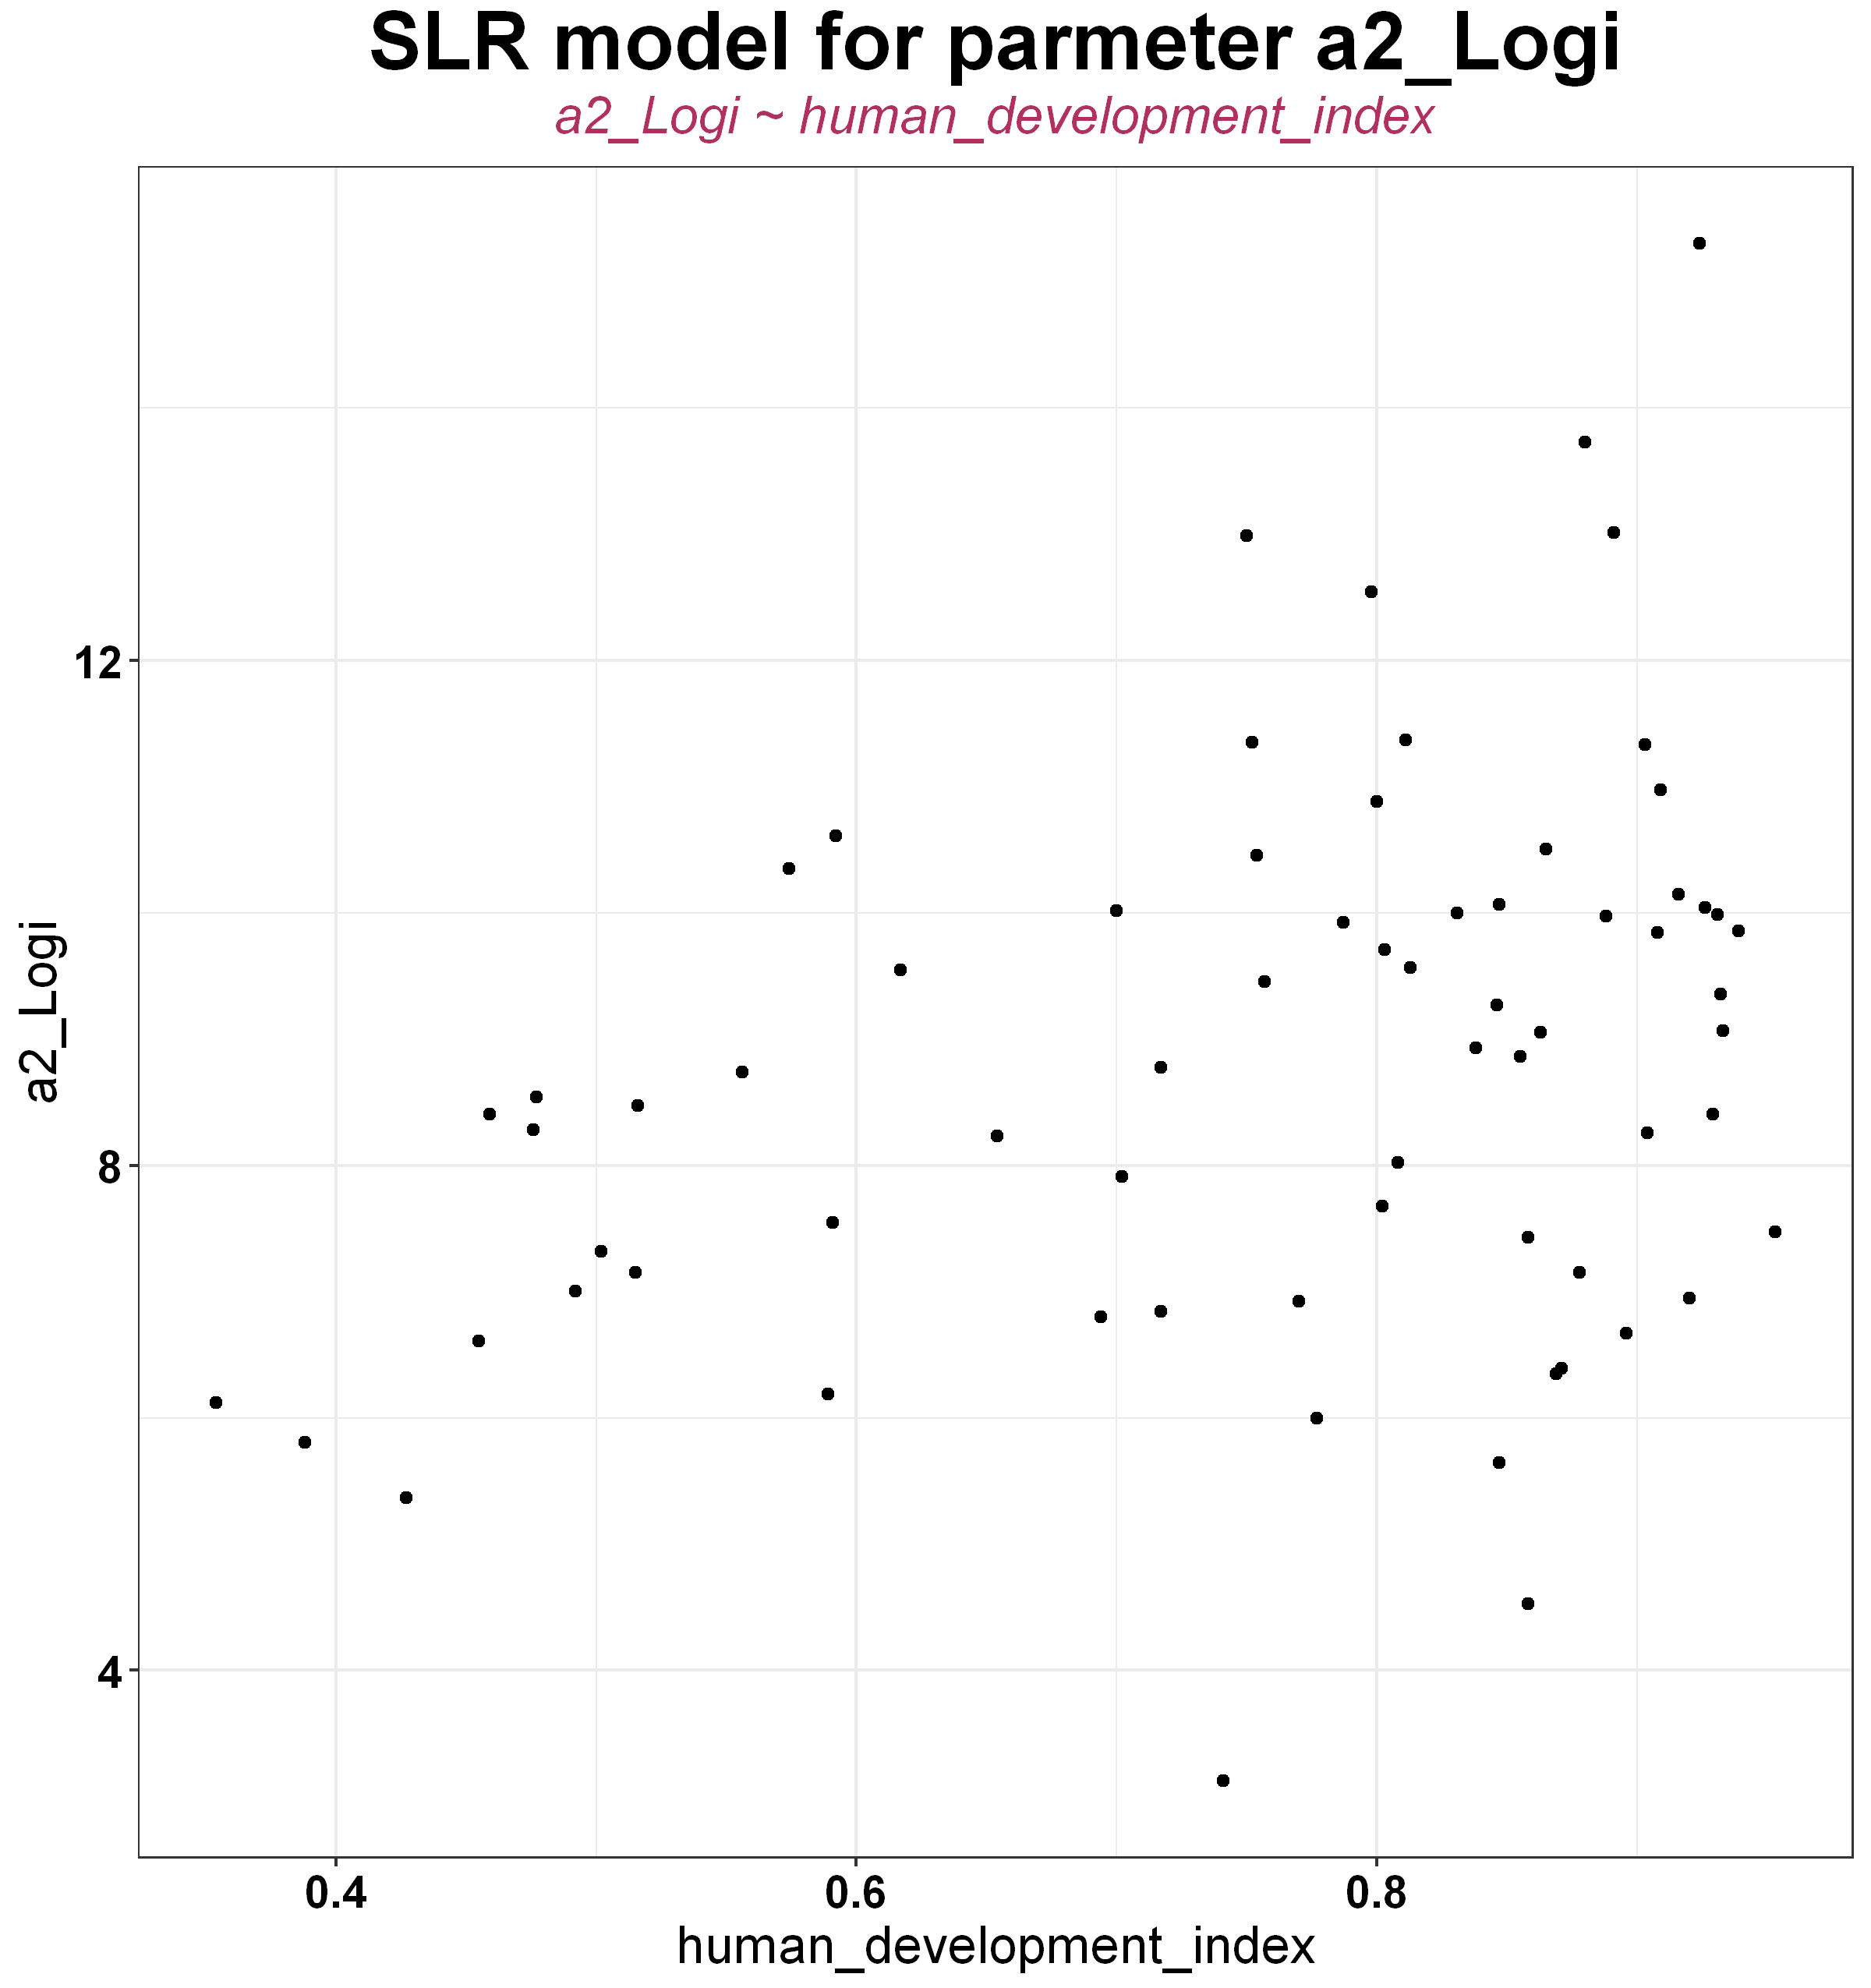 SLR model for parmeter a2_Logi
a2_Logi ~ human_development_index
12
8
4
a2_Logi
0.4 0.6 0.8
human_development_index